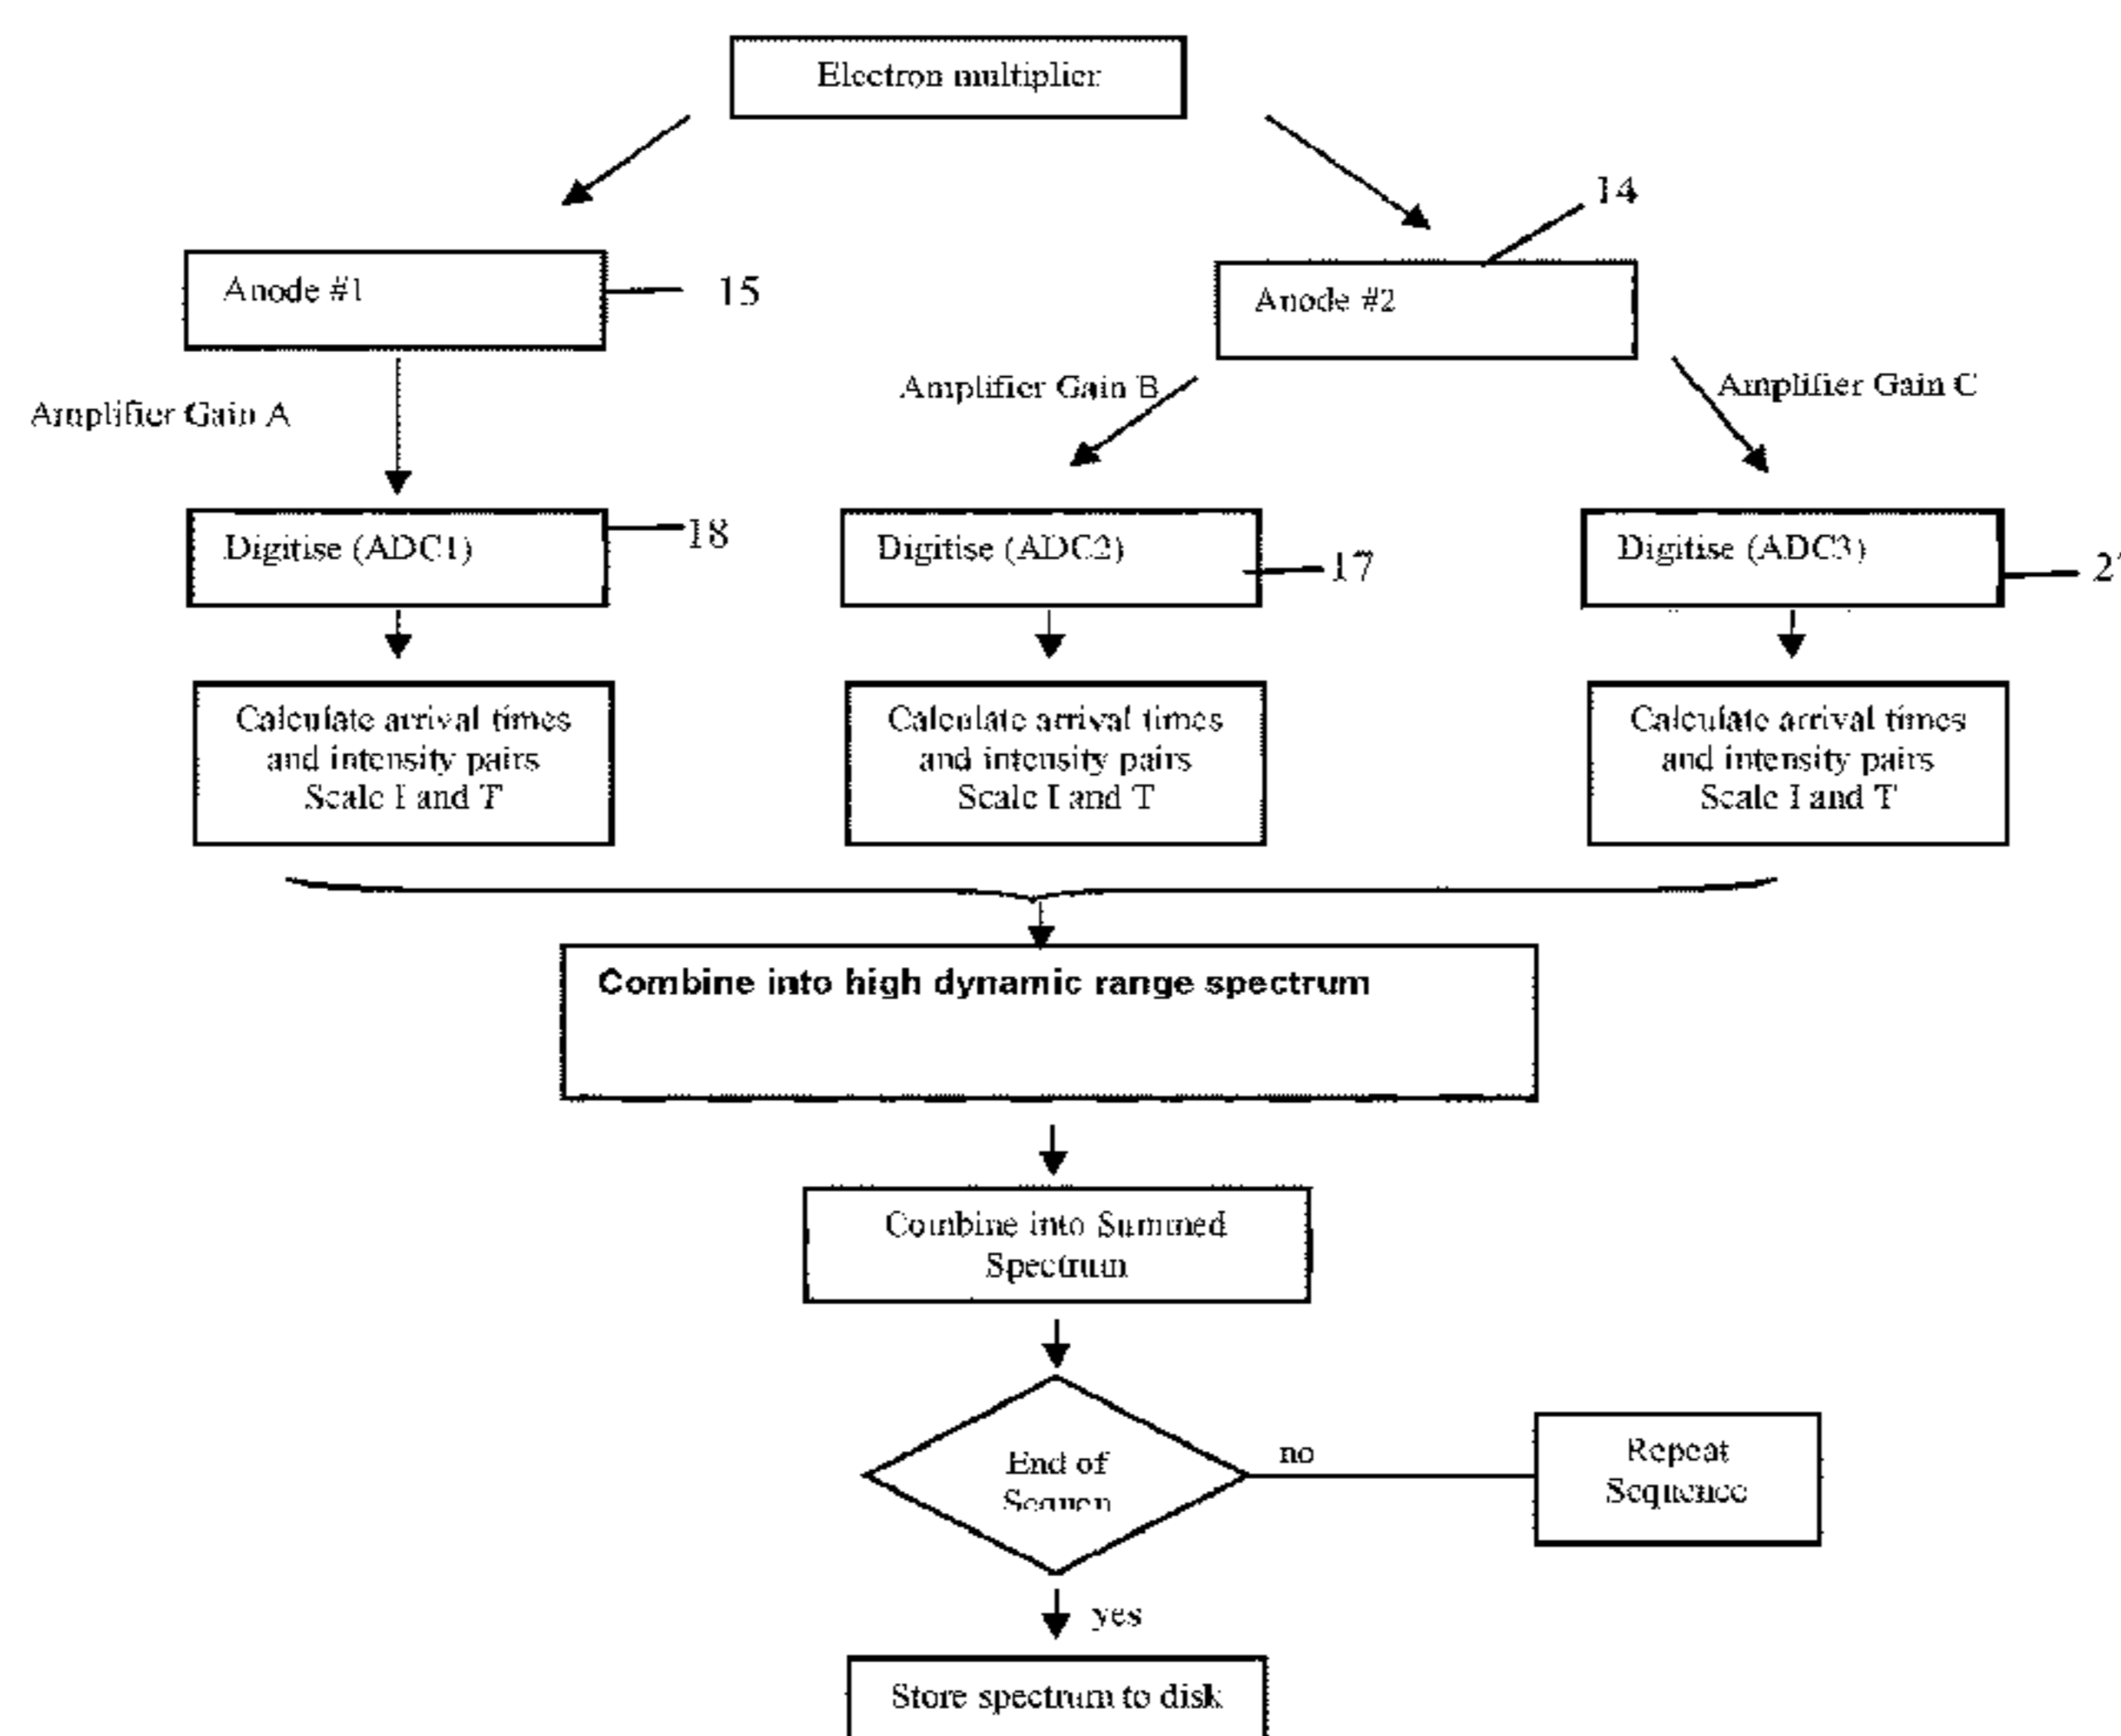 Electron multiplier
14
Anode #1
15
Anode #2
Amplifier Gain A
Amplifier Gain B
Amplifier Gain C
Digitise (ADC1)
18
Digitise (ADC2)
17
Digitise (ADC3)
Calculate arrival times
and intensity pairs
Scale I and T
Calculate arrival times
and intensity pairs
Scale I and T
Calculate arrival times
and intensity pairs
Scale I and T
Combine into high dynamic range spectrum
Combine into Summed
Spectrum
End of
Sequen
no
Repeat
Sequence
yes
Store spectrum to disk